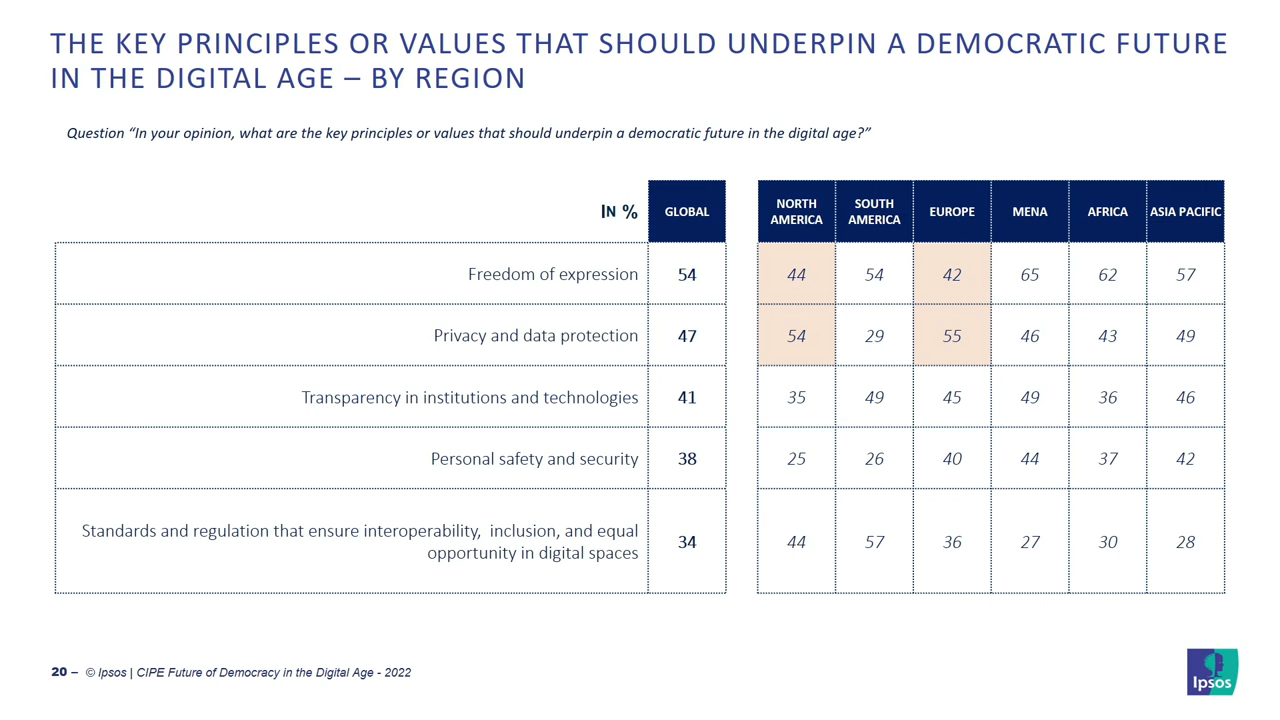 THE KEY PRINCIPLES OR VALUES THAT SHOULD UNDERPIN A DEMOCRATIC FUTURE
IN THE DIGITAL AGE – BY REGION
Question “In your opinion, what are the key principles or values that should underpin a democratic future in the digital age?”
IN % GLOBAL NORTH AMERICA SOUTH AMERICA EUROPE MENA AFRICA ASIA PACIFIC
Freedom of expression 54 44 54 42 65 62 57
Privacy and data protection 47 54 29 55 46 43 49
Transparency in institutions and technologies 41 35 49 45 49 36 46
Personal safety and security 38 25 26 40 44 37 42
Standards and regulation that ensure interoperability,  inclusion, and equal
opportunity in digital spaces 34 44 57 36 27 30 28
20 – © Ipsos | CIPE Future of Democracy in the Digital Age - 2022
Ipsos